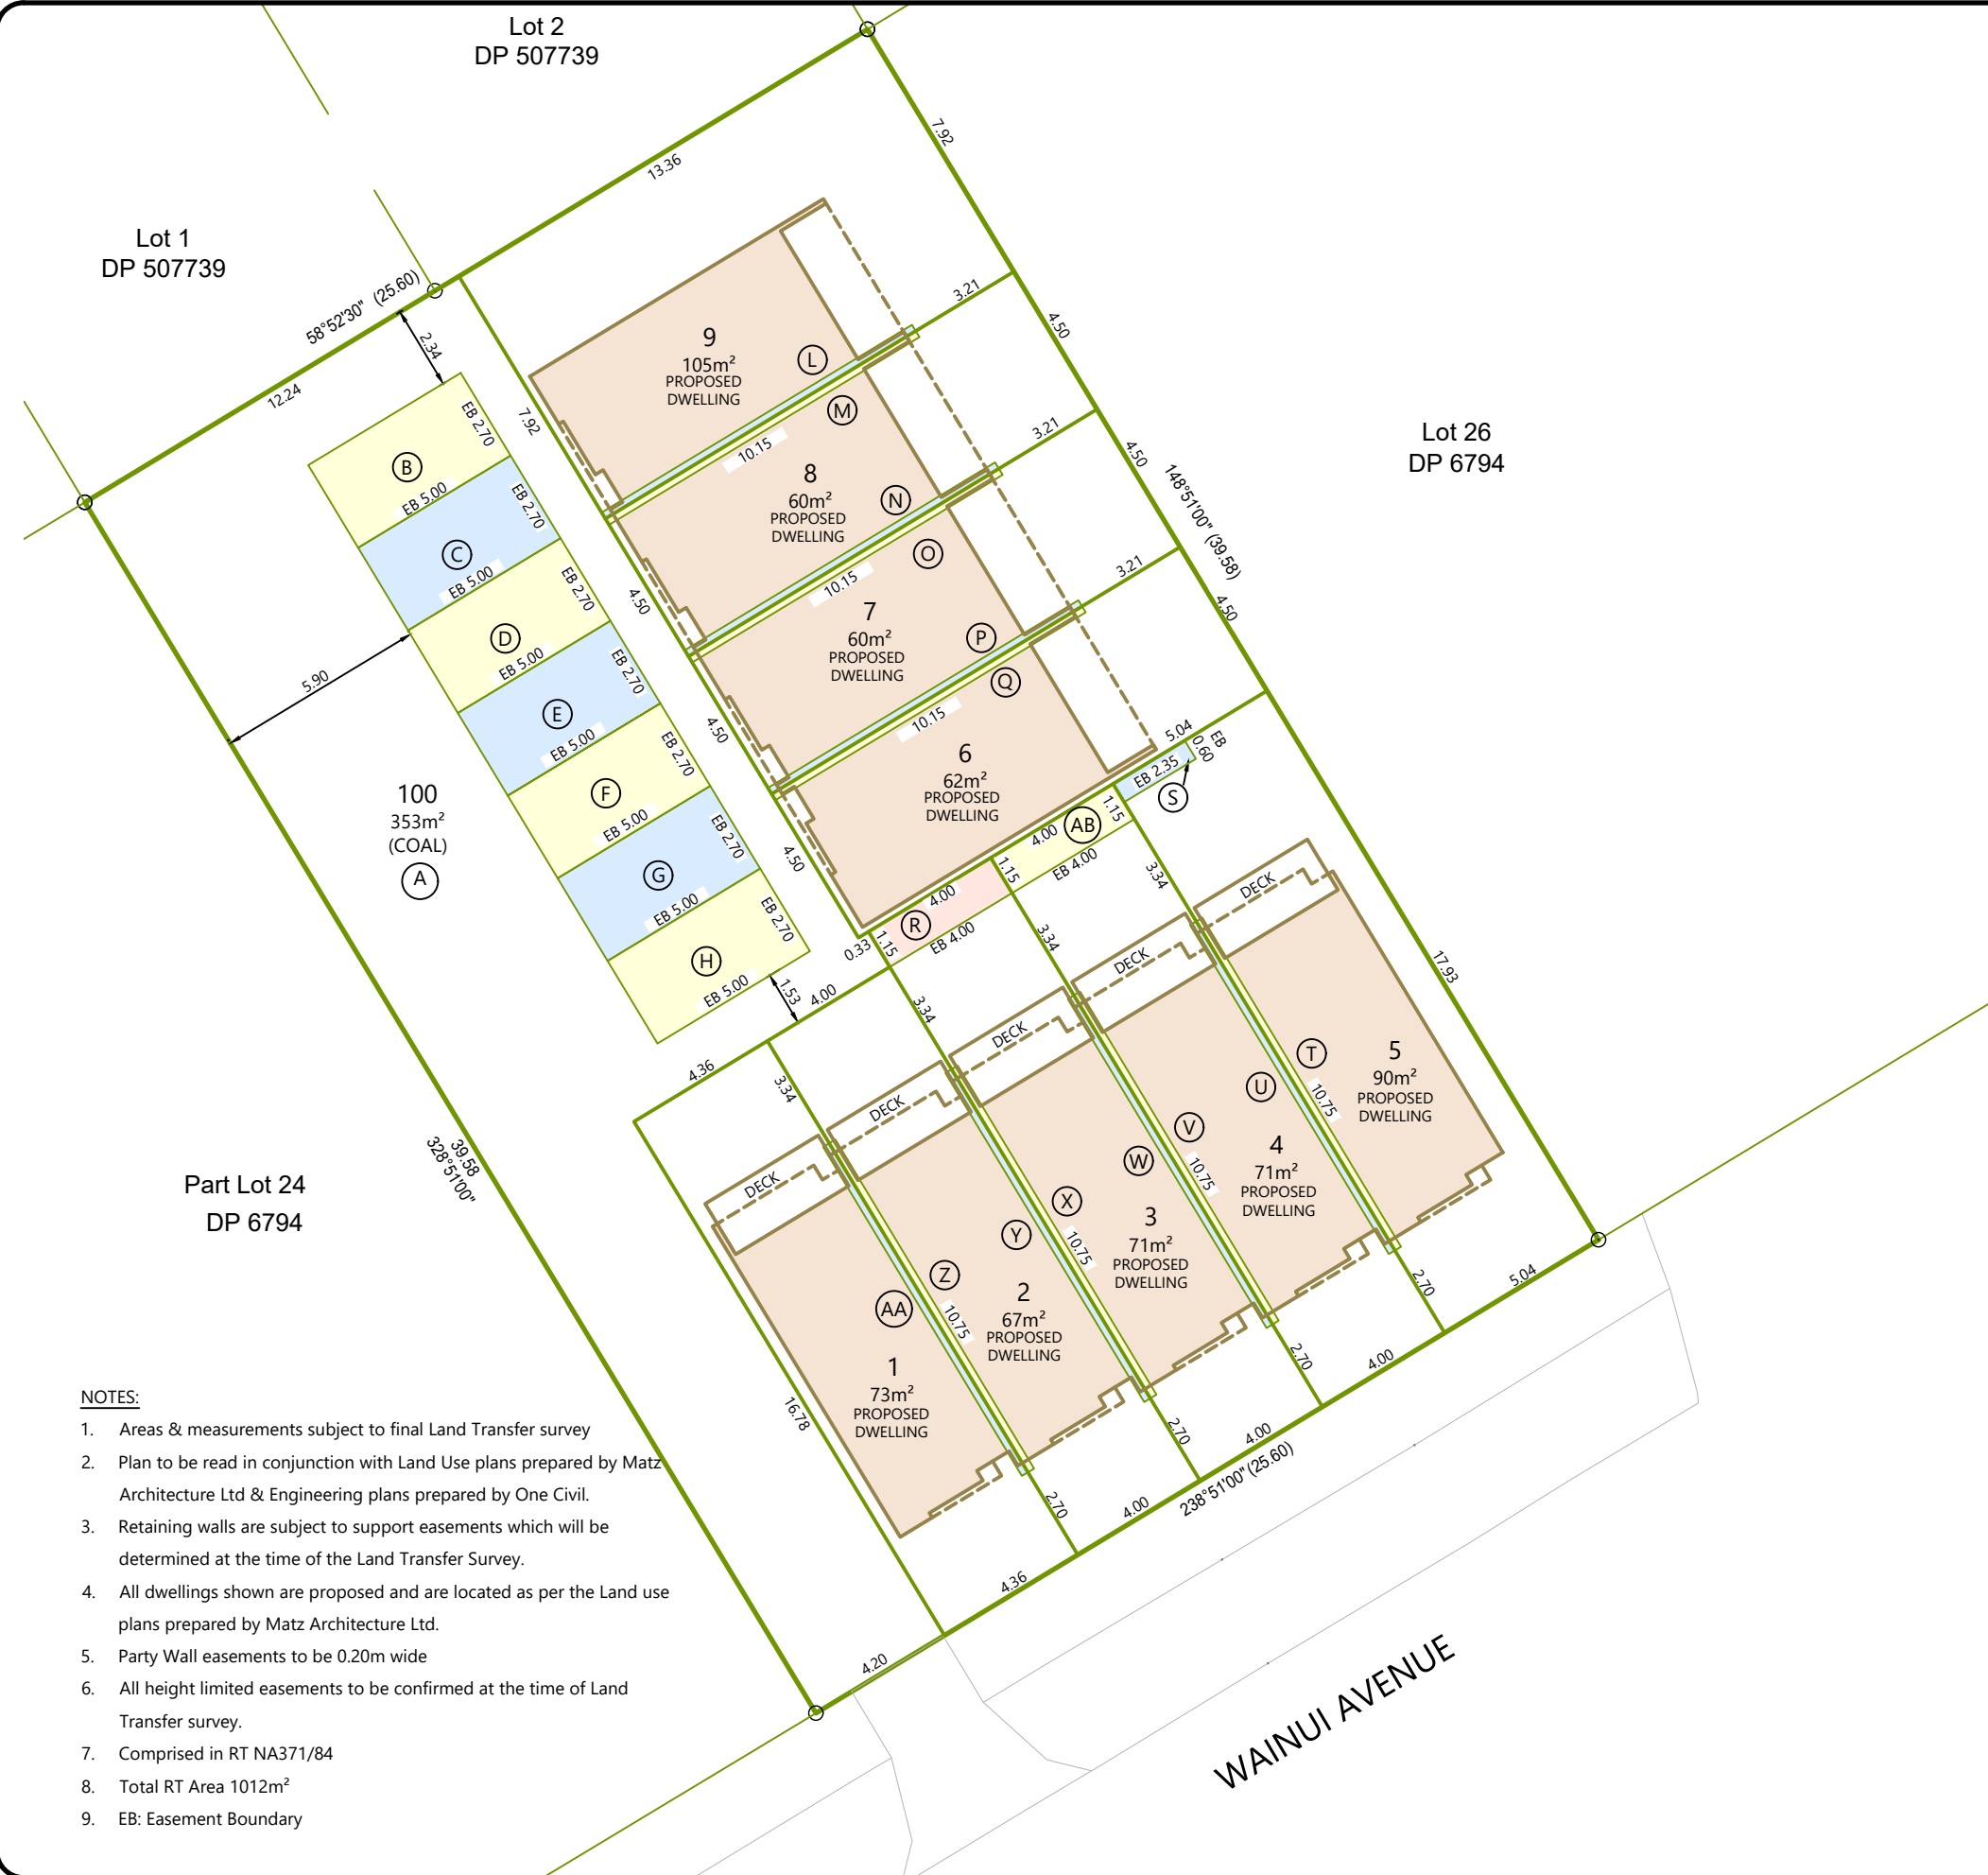 Lot 2
DP 507739
Lot 1
DP 507739
Lot 26
DP 6794
Part Lot 24
DP 6794
58°52'30" (25.60)
13.36
12.24
2.34
7.92
4.50
4.50
4.50
148°51'00" (39.58)
17.93
3.21
3.21
3.21
5.04
7.92
4.50
4.50
4.50
9
105m²
PROPOSED
DWELLING
L
M
10.15
8
60m²
PROPOSED
DWELLING
N
O
10.15
7
60m²
PROPOSED
DWELLING
P
Q
10.15
6
62m²
PROPOSED
DWELLING
B
EB 2.70
EB 5.00
C
EB 2.70
EB 5.00
D
EB 2.70
EB 5.00
E
EB 2.70
EB 5.00
F
EB 2.70
EB 5.00
G
EB 2.70
EB 5.00
H
EB 2.70
EB 5.00
5.90
1.53
100
353m²
(COAL)
A
EB
0.60
EB 2.35
S
1.15
AB
4.00
EB 4.00
1.15
4.00
R
EB 4.00
1.15
0.33
4.00
4.36
3.34
3.34
3.34
3.34
DECK
DECK
DECK
DECK
DECK
5
90m²
PROPOSED
DWELLING
T
U
10.75
4
71m²
PROPOSED
DWELLING
V
W
10.75
3
71m²
PROPOSED
DWELLING
X
Y
10.75
2
67m²
PROPOSED
DWELLING
Z
AA
10.75
1
73m²
PROPOSED
DWELLING
39.58
328°51'00"
16.78
2.70
2.70
2.70
2.70
5.04
4.00
4.00
4.00
4.36
4.20
238°51'00" (25.60)
WAINUI AVENUE
NOTES:
1. Areas & measurements subject to final Land Transfer survey
2. Plan to be read in conjunction with Land Use plans prepared by Matz
Architecture Ltd & Engineering plans prepared by One Civil.
3. Retaining walls are subject to support easements which will be
determined at the time of the Land Transfer Survey.
4. All dwellings shown are proposed and are located as per the Land use
plans prepared by Matz Architecture Ltd.
5. Party Wall easements to be 0.20m wide
6. All height limited easements to be confirmed at the time of Land
Transfer survey.
7. Comprised in RT NA371/84
8. Total RT Area 1012m²
9. EB: Easement Boundary